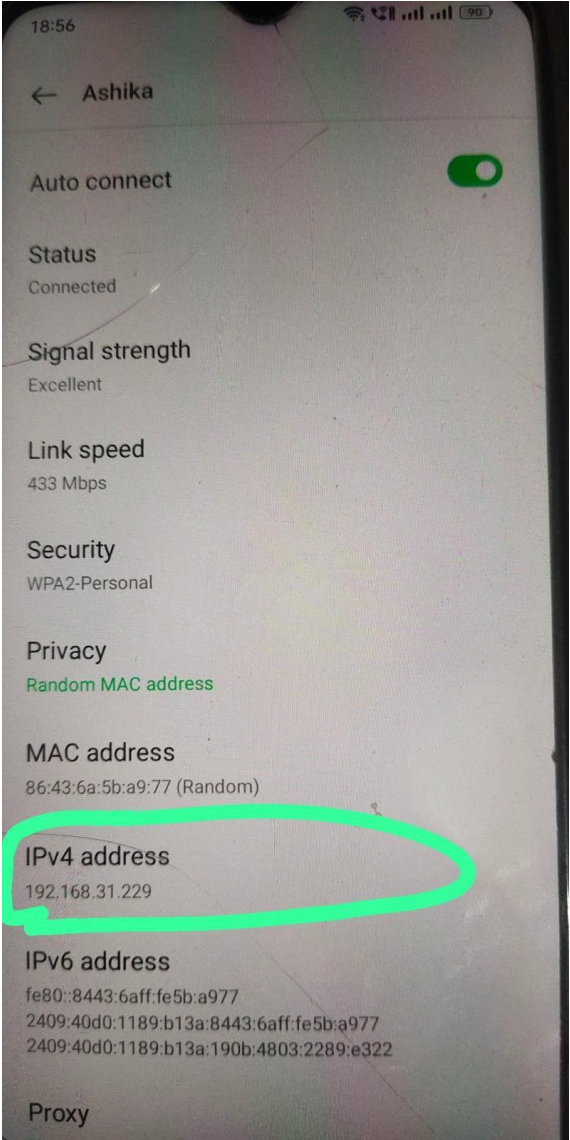 18:56
90
Ashika
Auto connect
Status
Connected
Signal strength
Excellent
Link speed
433 Mbps
Security
WPA2-Personal
Privacy
Random MAC address
MAC address
86:43:6a:5b:a9:77 (Random)
IPv4 address
192.168.31.229
IPv6 address
fe80::8443:6aff:fe5b:a977
2409:40d0:1189:b13a:8443:6aff:fe5b:a977
2409:40d0:1189:b13a:190b:4803:2289:e322
Proxy